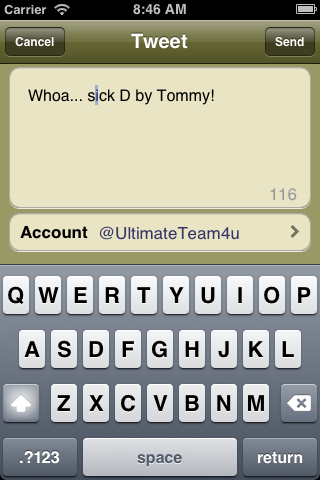 Carrier 8:46 AM
Cancel Tweet Send
Whoa... sick D by Tommy!
116
Account @UltimateTeam4u
Q W E R T Y U I O P
A S D F G H J K L
Z X C V B N M
.?123 space return